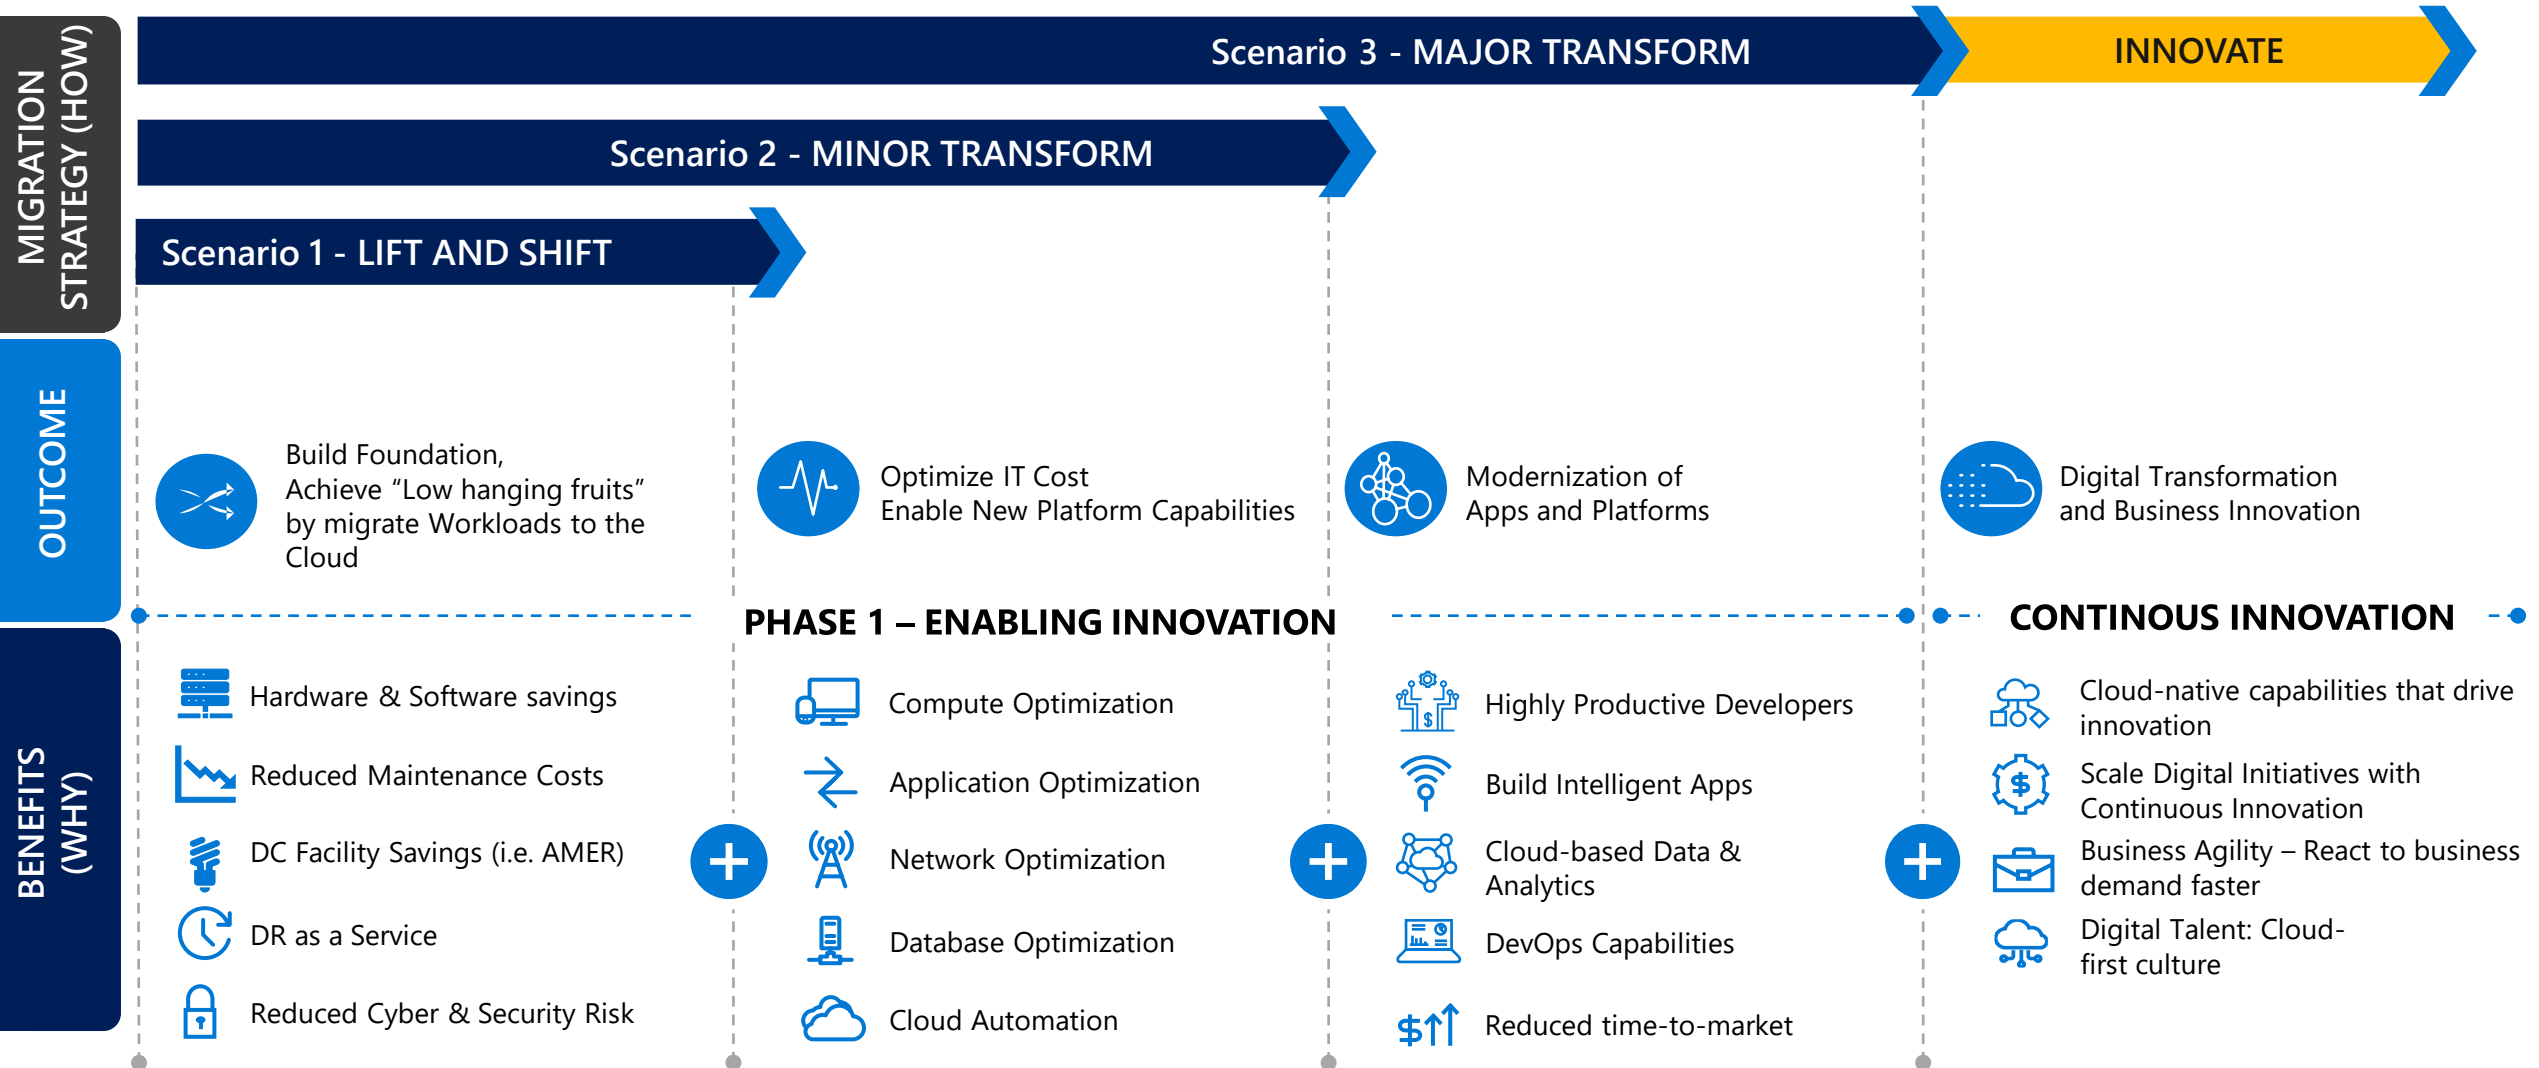 MIGRATION
STRATEGY (HOW)
Scenario 3 - MAJOR TRANSFORM
INNOVATE
Scenario 2 - MINOR TRANSFORM
Scenario 1 - LIFT AND SHIFT
OUTCOME
Build Foundation,
Achieve “Low hanging fruits”
by migrate Workloads to the
Cloud
Optimize IT Cost
Enable New Platform Capabilities
Modernization of
Apps and Platforms
Digital Transformation
and Business Innovation
PHASE 1 – ENABLING INNOVATION
CONTINOUS INNOVATION
BENEFITS
(WHY)
Hardware & Software savings
Reduced Maintenance Costs
DC Facility Savings (i.e. AMER)
DR as a Service
Reduced Cyber & Security Risk
Compute Optimization
Application Optimization
Network Optimization
Database Optimization
Cloud Automation
Highly Productive Developers
Build Intelligent Apps
Cloud-based Data &
Analytics
DevOps Capabilities
Reduced time-to-market
Cloud-native capabilities that drive
innovation
Scale Digital Initiatives with
Continuous Innovation
Business Agility – React to business
demand faster
Digital Talent: Cloud-
first culture